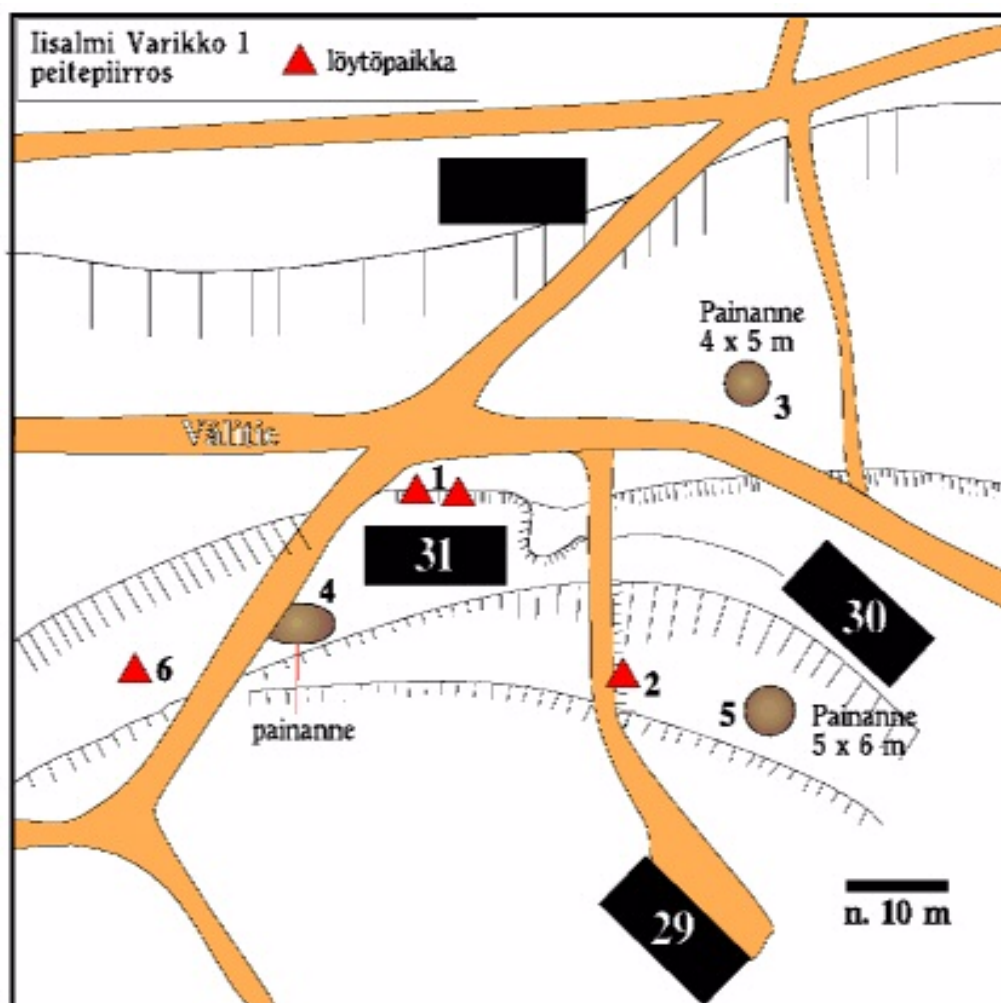 Iisalmi Varikko 1
peitepiirros
löytöpaikka
Painanne
4 x 5 m
3
Välitie
1
31
4
30
6
2
5
Painanne
5 x 6 m
painanne
n. 10 m
29